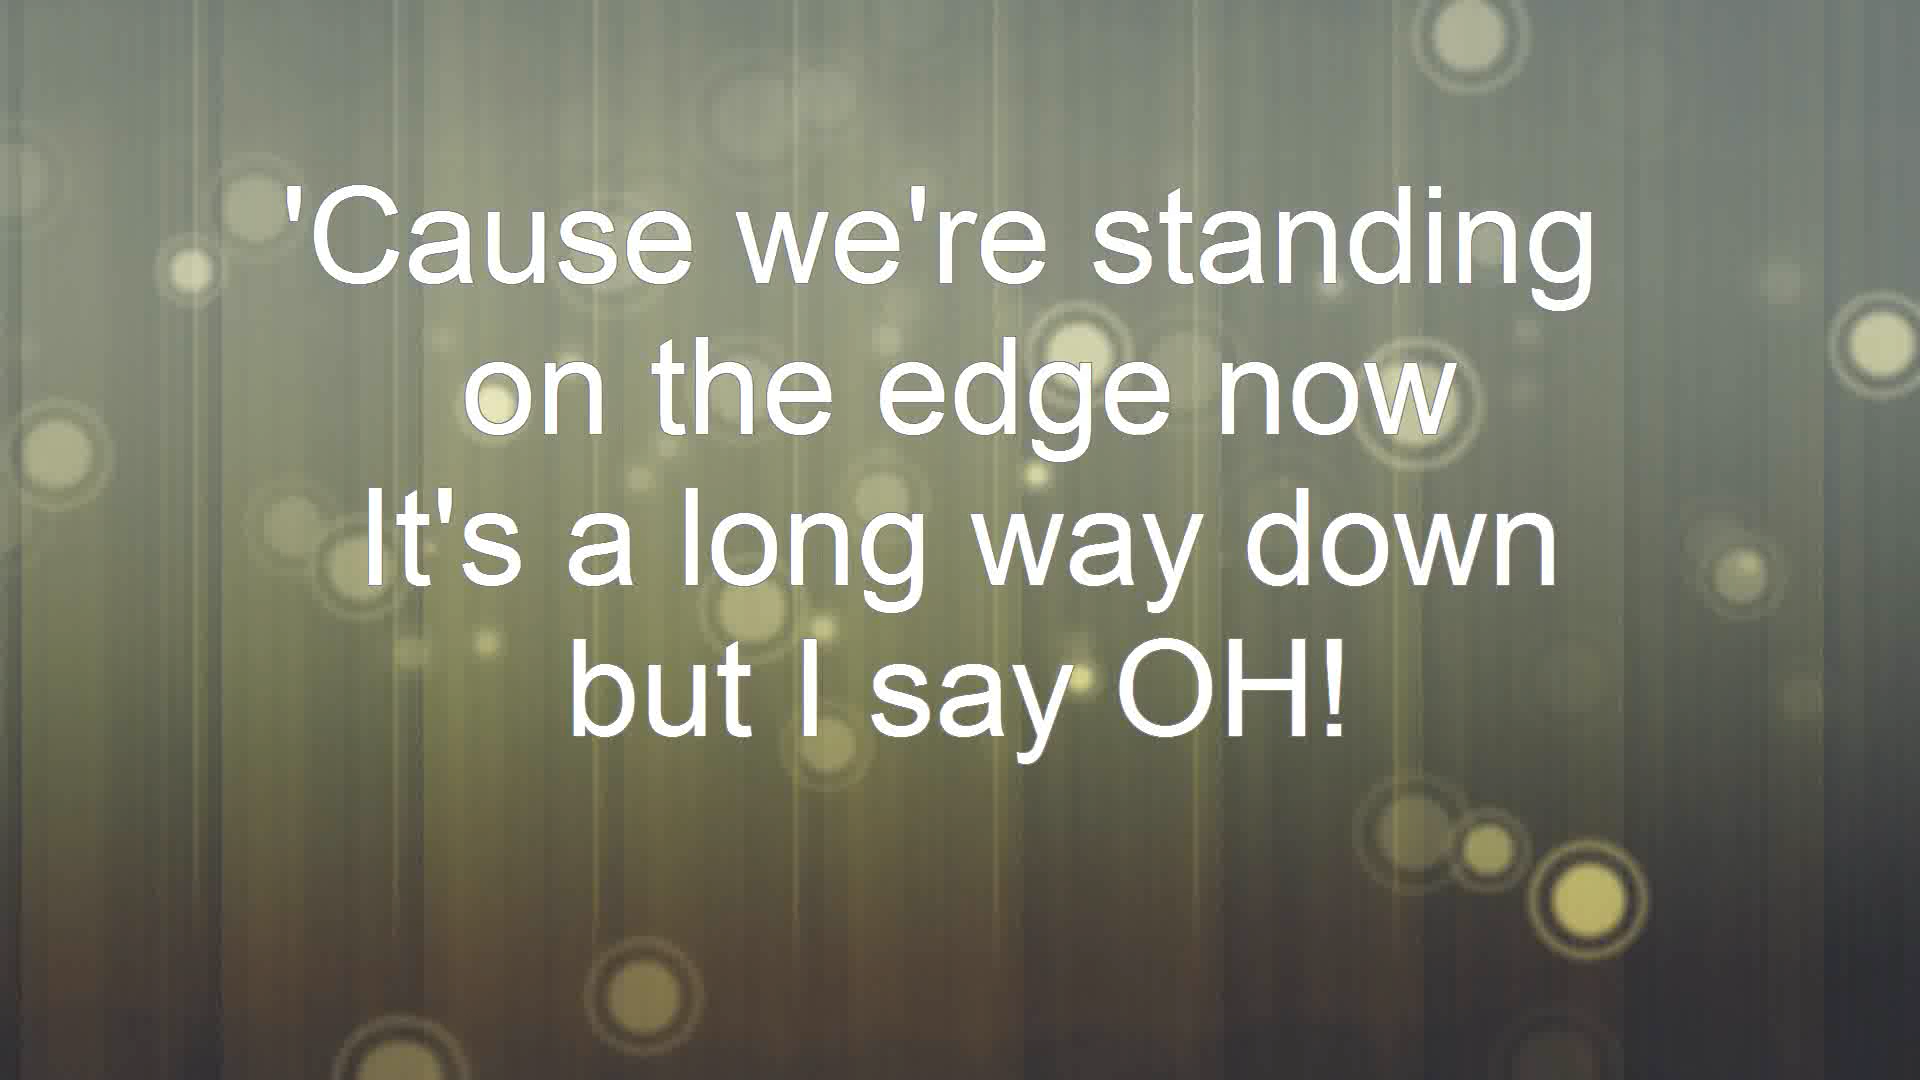 'Cause we're standing
on the edge now
It's a long way down
but I say OH!